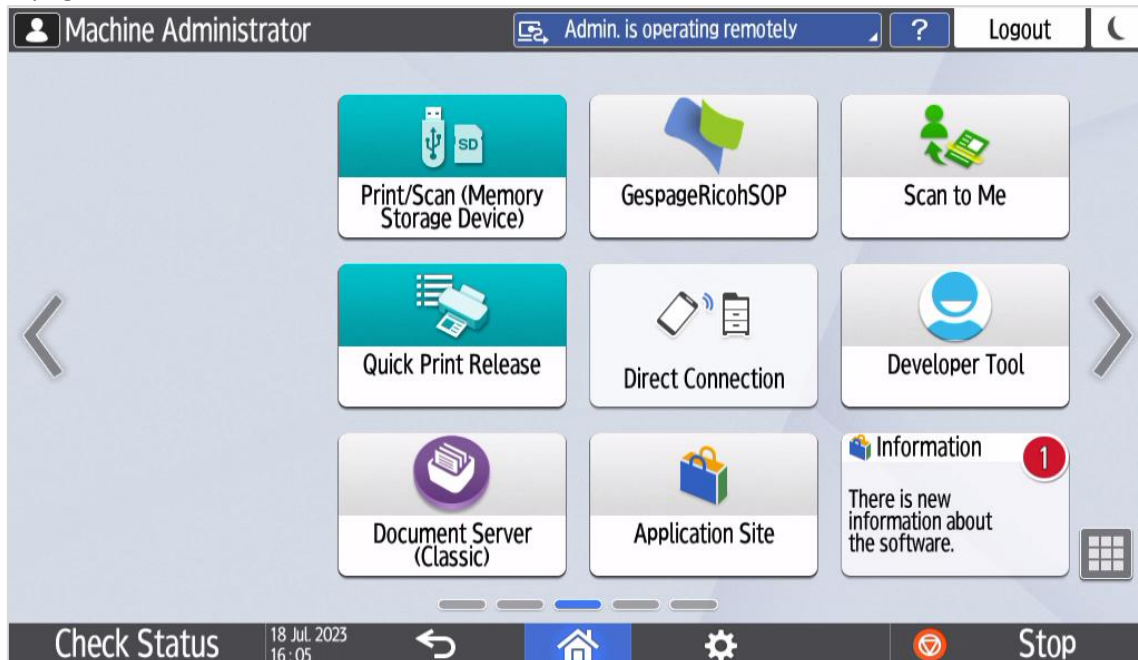 Machine Administrator
Admin. is operating remotely
?
Logout
SD
Print/Scan (Memory
Storage Device)
GespageRicohSOP
Scan to Me
Quick Print Release
Direct Connection
Developer Tool
Document Server
(Classic)
Application Site
Information
1
There is new
information about
the software.
Check Status
18 Jul. 2023
16:05
Stop